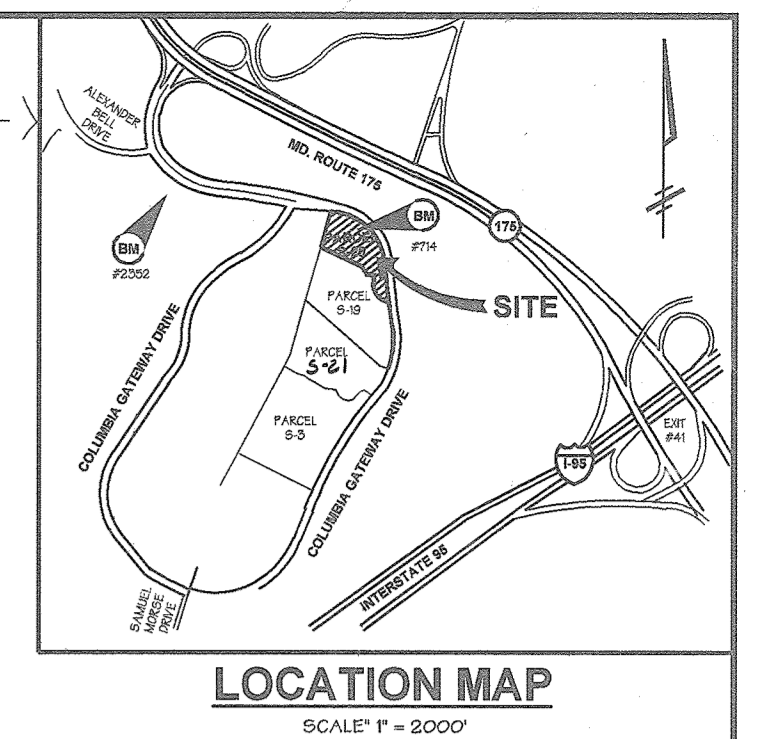 ALEXANDER
BELL
DRIVE
MD. ROUTE 175
BM
#714
175
BM
#2352
SITE
PARCEL
S-19
PARCEL
S-21
PARCEL
S-3
COLUMBIA GATEWAY DRIVE
COLUMBIA GATEWAY DRIVE
EXIT
#41
I-95
INTERSTATE 95
SAMUEL
MORSE
DRIVE
LOCATION MAP
SCALE" 1" = 2000'